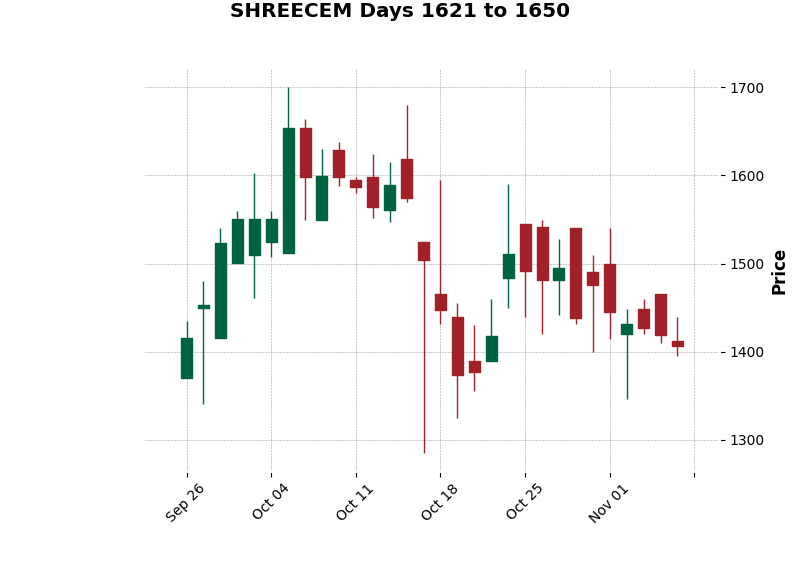 SHREECEM Days 1621 to 1650
1700
1600
1500
1400
1300
Price
Sep 26
Oct 04
Oct 11
Oct 18
Oct 25
Nov 01